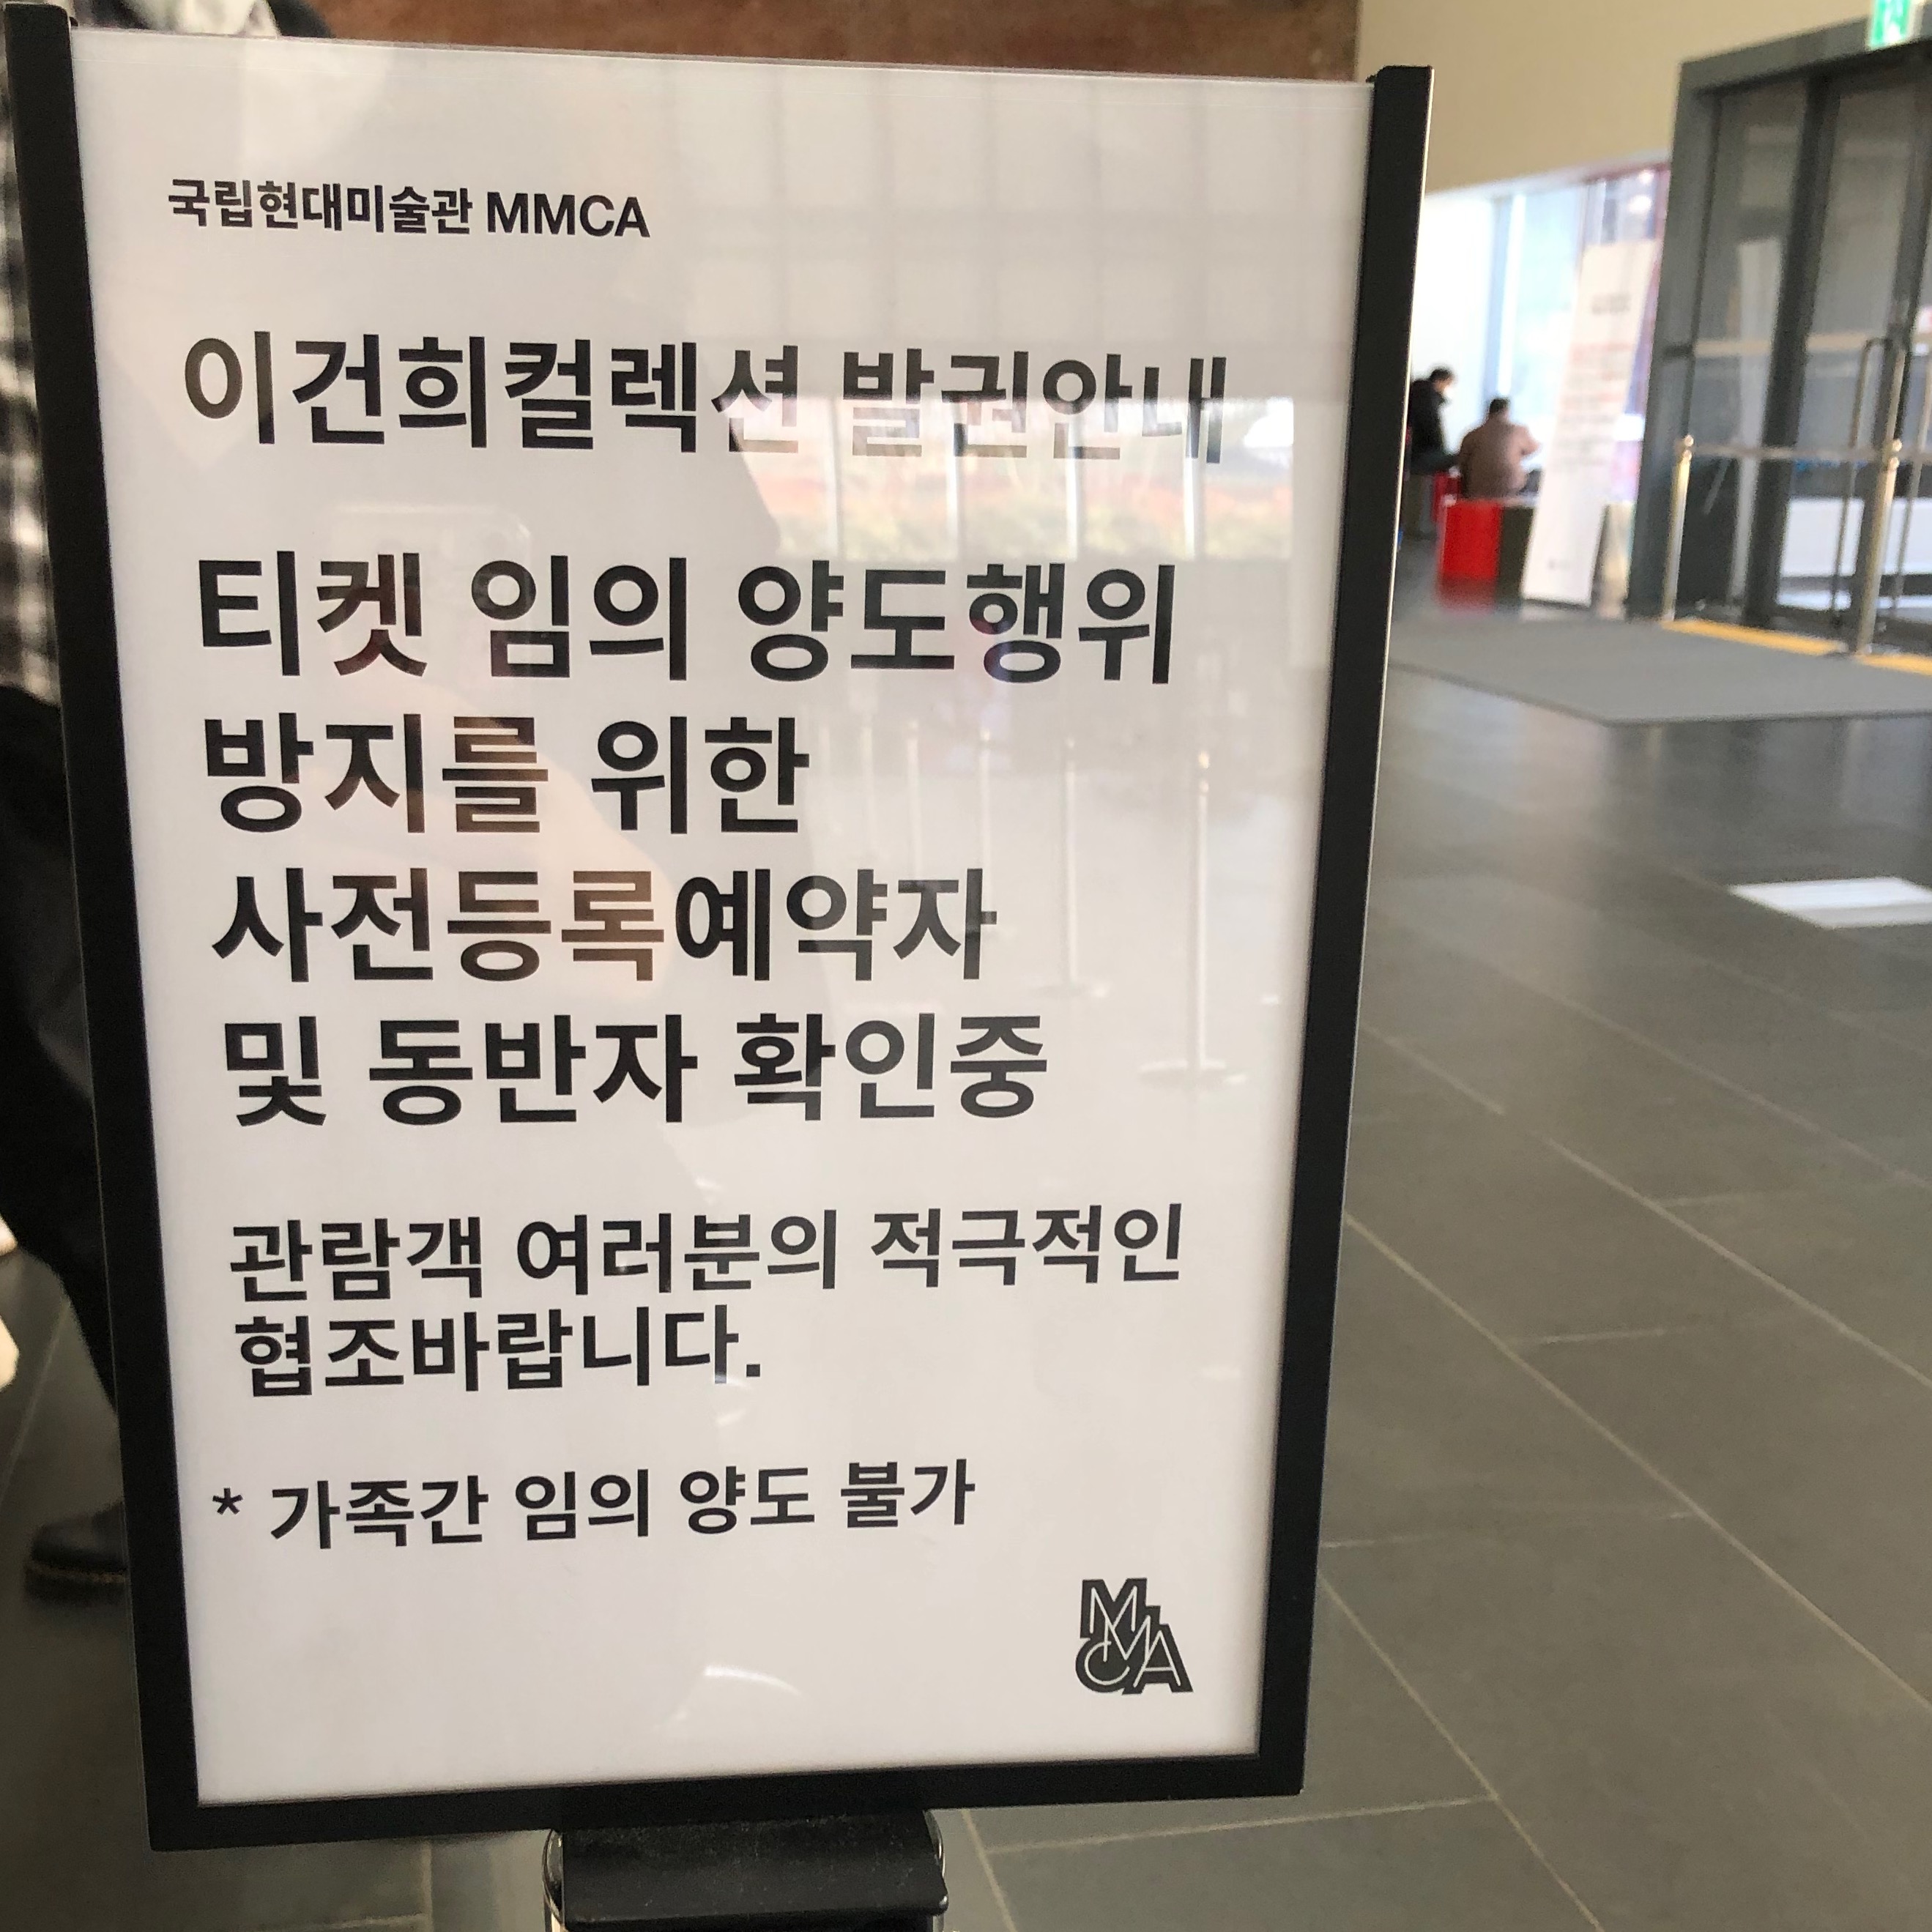 국립현대미술관 MMCA
이건희컬렉션 발권안내
티켓 임의 양도행위
방지를 위한
사전등록예약자
및 동반자 확인중
관람객 여러분의 적극적인
협조바랍니다.
* 가족간 임의 양도 불가
MMCA